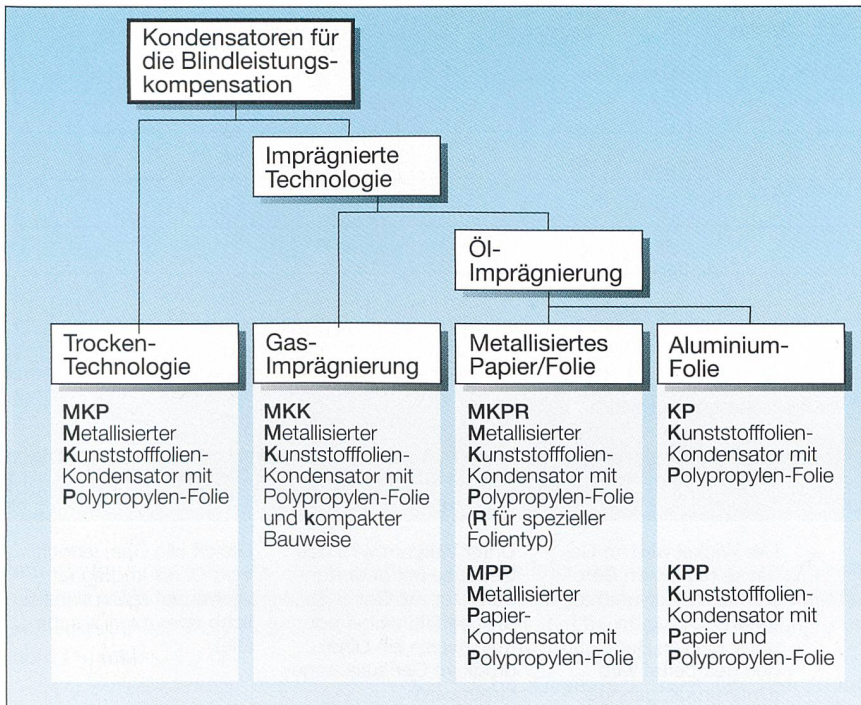 Kondensatoren für
die Blindleistungs-
kompensation
Imprägnierte
Technologie
Öl-
Imprägnierung
Trocken-
Technologie
MKP
Metallisierter
Kunststofffolien-
Kondensator mit
Polypropylen-Folie
Gas-
Imprägnierung
MKK
Metallisierter
Kunststofffolien-
Kondensator mit
Polypropylen-Folie
und kompakter
Bauweise
Metallisiertes
Papier/Folie
MKPR
Metallisierter
Kunststofffolien-
Kondensator mit
Polypropylen-Folie
(R für spezieller
Folientyp)
MPP
Metallisierter
Papier-
Kondensator mit
Polypropylen-Folie
Aluminium-
Folie
KP
Kunststofffolien-
Kondensator mit
Polypropylen-Folie
KPP
Kunststofffolien-
Kondensator mit
Papier und
Polypropylen-Folie